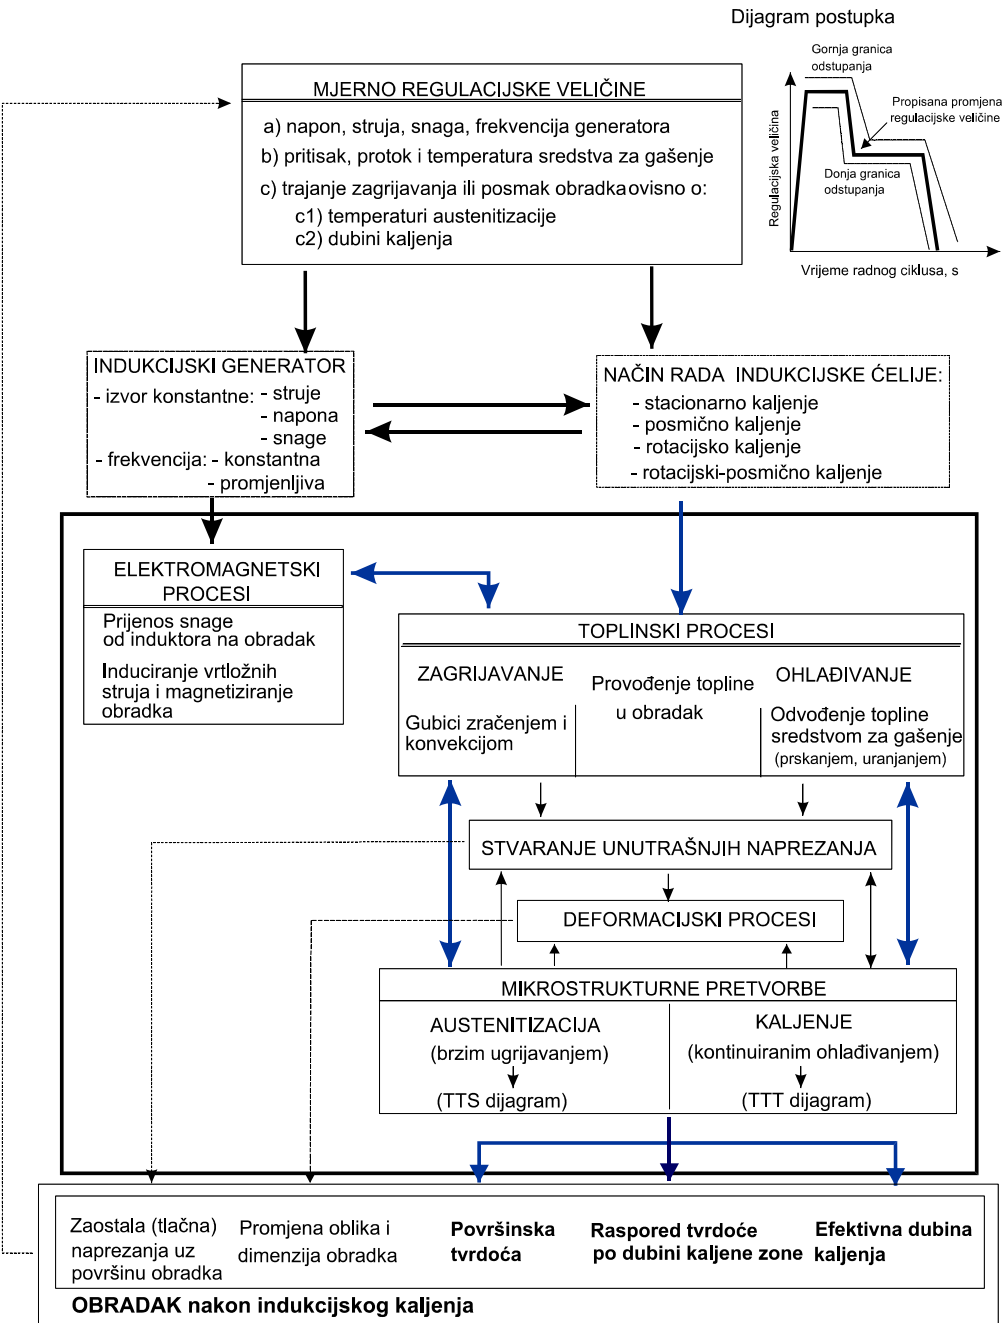 Dijagram postupka
Gornja granica
odstupanja
Propisana promjena
regulacijske veličine
Donja granica
odstupanja
Regulacijska veličina
Vrijeme radnog ciklusa, s
MJERNO REGULACIJSKE VELIČINE
a) napon, struja, snaga, frekvencija generatora
b) pritisak, protok i temperatura sredstva za gašenje
c) trajanje zagrijavanja ili posmak obradkaovisno o:
c1) temperaturi austenitizacije
c2) dubini kaljenja
INDUKCIJSKI GENERATOR
- izvor konstantne: - struje
- napona
- snage
- frekvencija: - konstantna
- promjenljiva
NAČIN RADA INDUKCIJSKE ĆELIJE:
- stacionarno kaljenje
- posmično kaljenje
- rotacijsko kaljenje
- rotacijski-posmično kaljenje
ELEKTROMAGNETSKI
PROCESI
Prijenos snage
od induktora na obradak
Induciranje vrtložnih
struja i magnetiziranje
obradka
TOPLINSKI PROCESI
ZAGRIJAVANJE
Gubici zračenjem i
konvekcijom
Provođenje topline
u obradak
OHLAĐIVANJE
Odvođenje topline
sredstvom za gašenje
(prskanjem, uranjanjem)
STVARANJE UNUTRAŠNJIH NAPREZANJA
DEFORMACIJSKI PROCESI
MIKROSTRUKTURNE PRETVORBE
AUSTENITIZACIJA
(brzim ugrijavanjem)
(TTS dijagram)
KALJENJE
(kontinuiranim ohlađivanjem)
(TTT dijagram)
Zaostala (tlačna)
naprezanja uz
površinu obradka
Promjena oblika i
dimenzija obradka
Površinska
tvrdoća
Raspored tvrdoće
po dubini kaljene zone
Efektivna dubina
kaljenja
OBRADAK nakon indukcijskog kaljenja